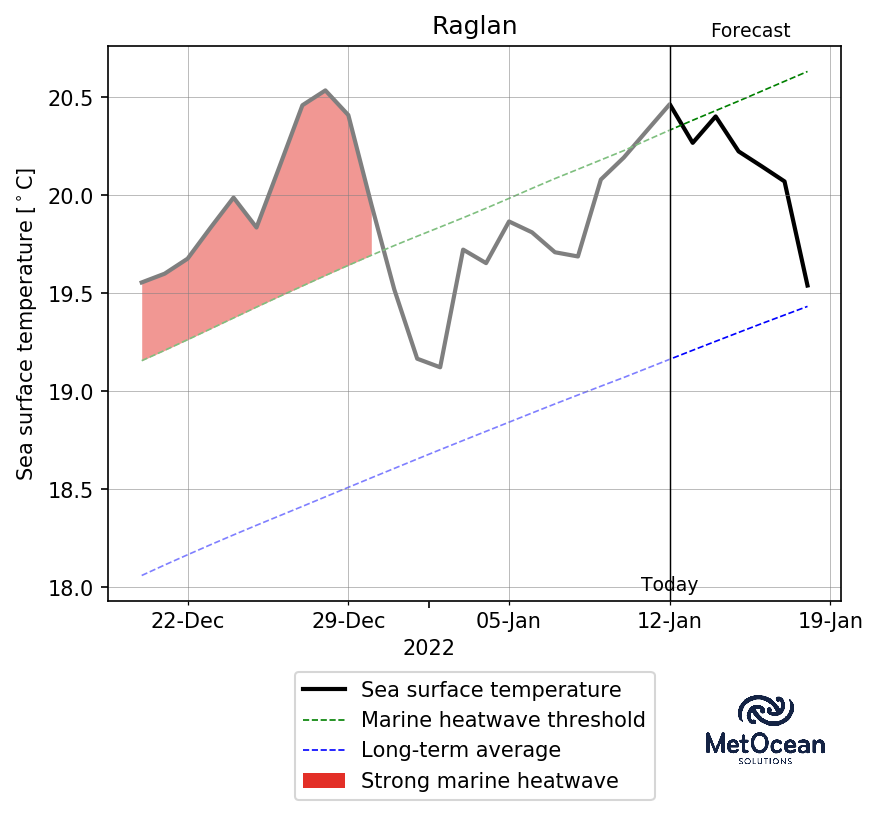 Raglan
Forecast
Sea surface temperature [°C]
20.5
20.0
19.5
19.0
18.5
18.0
Today
22-Dec 29-Dec 05-Jan 12-Jan 19-Jan
2022
Sea surface temperature
Marine heatwave threshold
Long-term average
Strong marine heatwave
MetOcean
SOLUTIONS